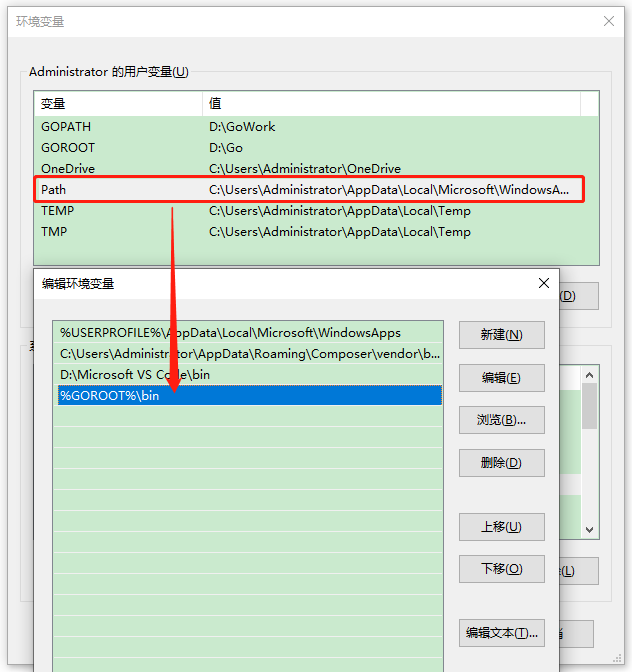 环境变量
Administrator 的用户变量(U)
变量 值
GOPATH D:\GoWork
GOROOT D:\Go
OneDrive C:\Users\Administrator\OneDrive
Path C:\Users\Administrator\AppData\Local\Microsoft\WindowsA...
TEMP C:\Users\Administrator\AppData\Local\Temp
TMP C:\Users\Administrator\AppData\Local\Temp
(D)
编辑环境变量
%USERPROFILE%\AppData\Local\Microsoft\WindowsApps
C:\Users\Administrator\AppData\Roaming\Composer\vendor\b...
D:\Microsoft VS Code\bin
%GOROOT%\bin
新建(N)
编辑(E)
浏览(B)...
删除(D)
上移(U)
下移(O)
编辑文本(T)...
(L)